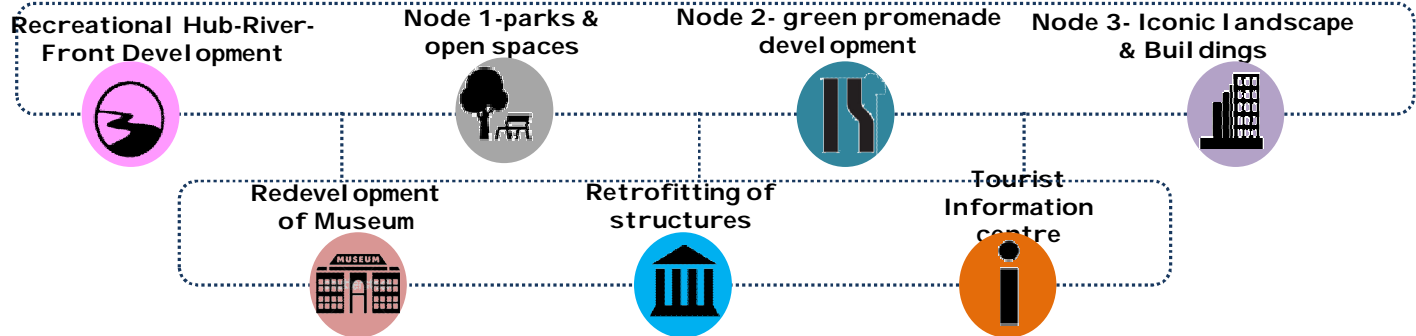 Recreational Hub-River-
Front Development
Node 1-parks &
open spaces
Node 2- green promenade
development
Node 3- Iconic landscape
& Buildings
Redevelopment
of Museum
MUSEUM
Retrofitting of
structures
Tourist
Information
centre